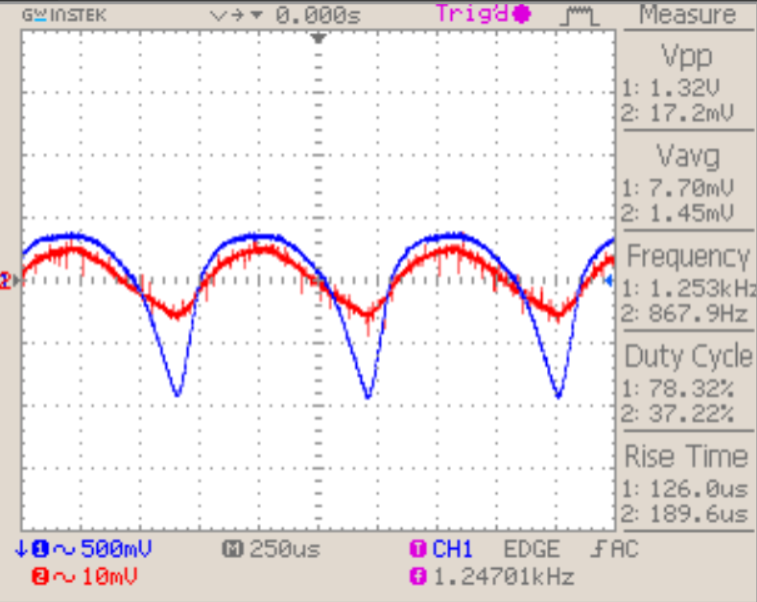 GW INSTEK 0.000s Trig'd Measure
Vpp
1: 1.32V
2: 17.2mV
Vavg
1: 7.70mV
2: 1.45mV
Frequency
1: 1.253kHz
2: 867.9Hz
Duty Cycle
1: 78.32%
2: 37.22%
Rise Time
1: 126.0us
2: 189.6us
1 500mV M 250us T CH1 EDGE AC
2 10mV f 1.24701kHz